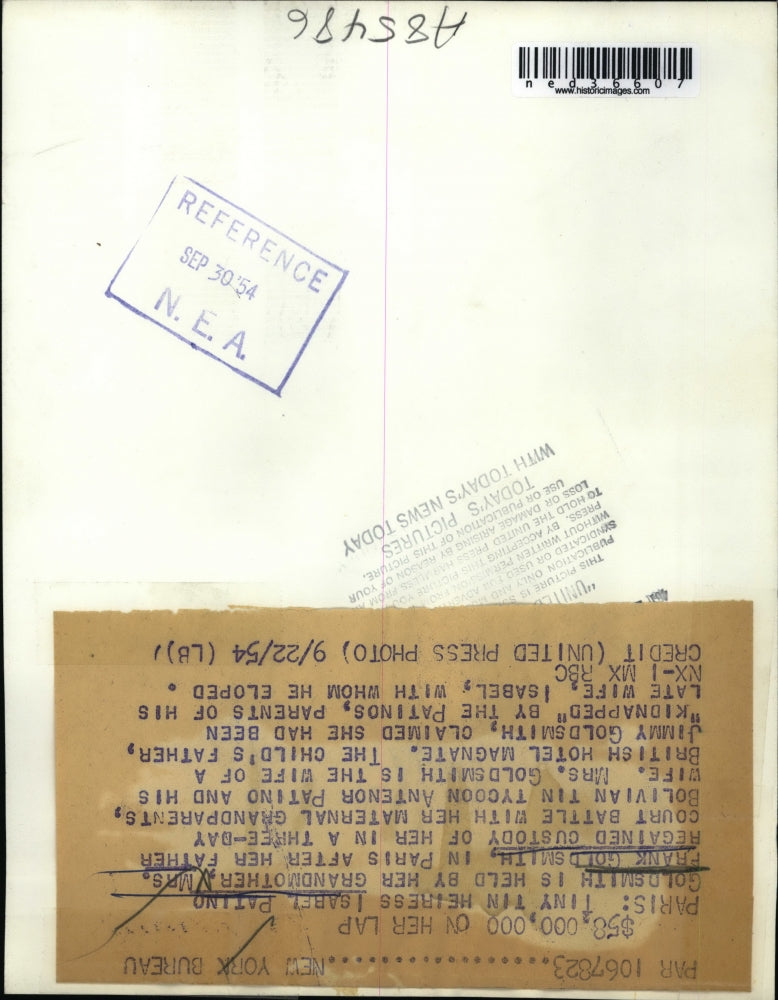 A85486
ned36607
www.historicimages.com
REFERENCE
SEP 30 '54
N. E. A.
WITH TODAY'S NEWS TODAY
TODAY'S PICTURES
PAR 1067823 NEW YORK BUREAU
$58,000,000 ON HER LAP
PARIS: TINY TIN HEIRESS ISABEL PATINO
GOLDSMITH IS HELD BY HER GRANDMOTHER, MRS.
FRANK GOLDSMITH, IN PARIS AFTER HER FATHER
REGAINED CUSTODY OF HER IN A THREE-DAY
COURT BATTLE WITH HER MATERNAL GRANDPARENTS,
BOLIVIAN TIN TYCOON ANTENOR PATINO AND HIS
WIFE. MRS. GOLDSMITH IS THE WIFE OF A
BRITISH HOTEL MAGNATE. THE CHILD'S FATHER,
JIMMY GOLDSMITH, CLAIMED SHE HAD BEEN
"KIDNAPPED" BY THE PATINOS, PARENTS OF HIS
LATE WIFE, ISABEL, WITH WHOM HE ELOPED.
NX-1 MX RBC
CREDIT (UNITED PRESS PHOTO) 9/22/54 (LB)